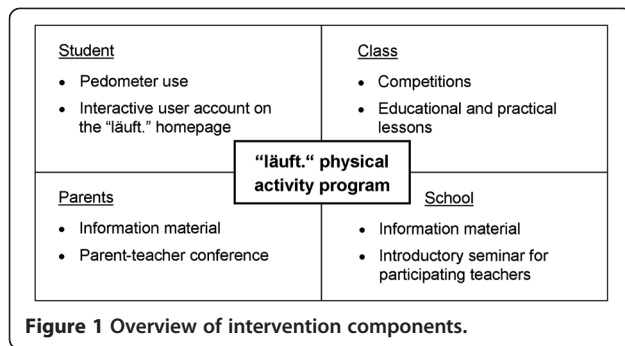 Student
• Pedometer use
• Interactive user account on
the “läuft.” homepage
Class
• Competitions
• Educational and practical
lessons
“läuft.“ physical
activity program
Parents
• Information material
• Parent-teacher conference
School
• Information material
• Introductory seminar for
participating teachers
Figure 1 Overview of intervention components.